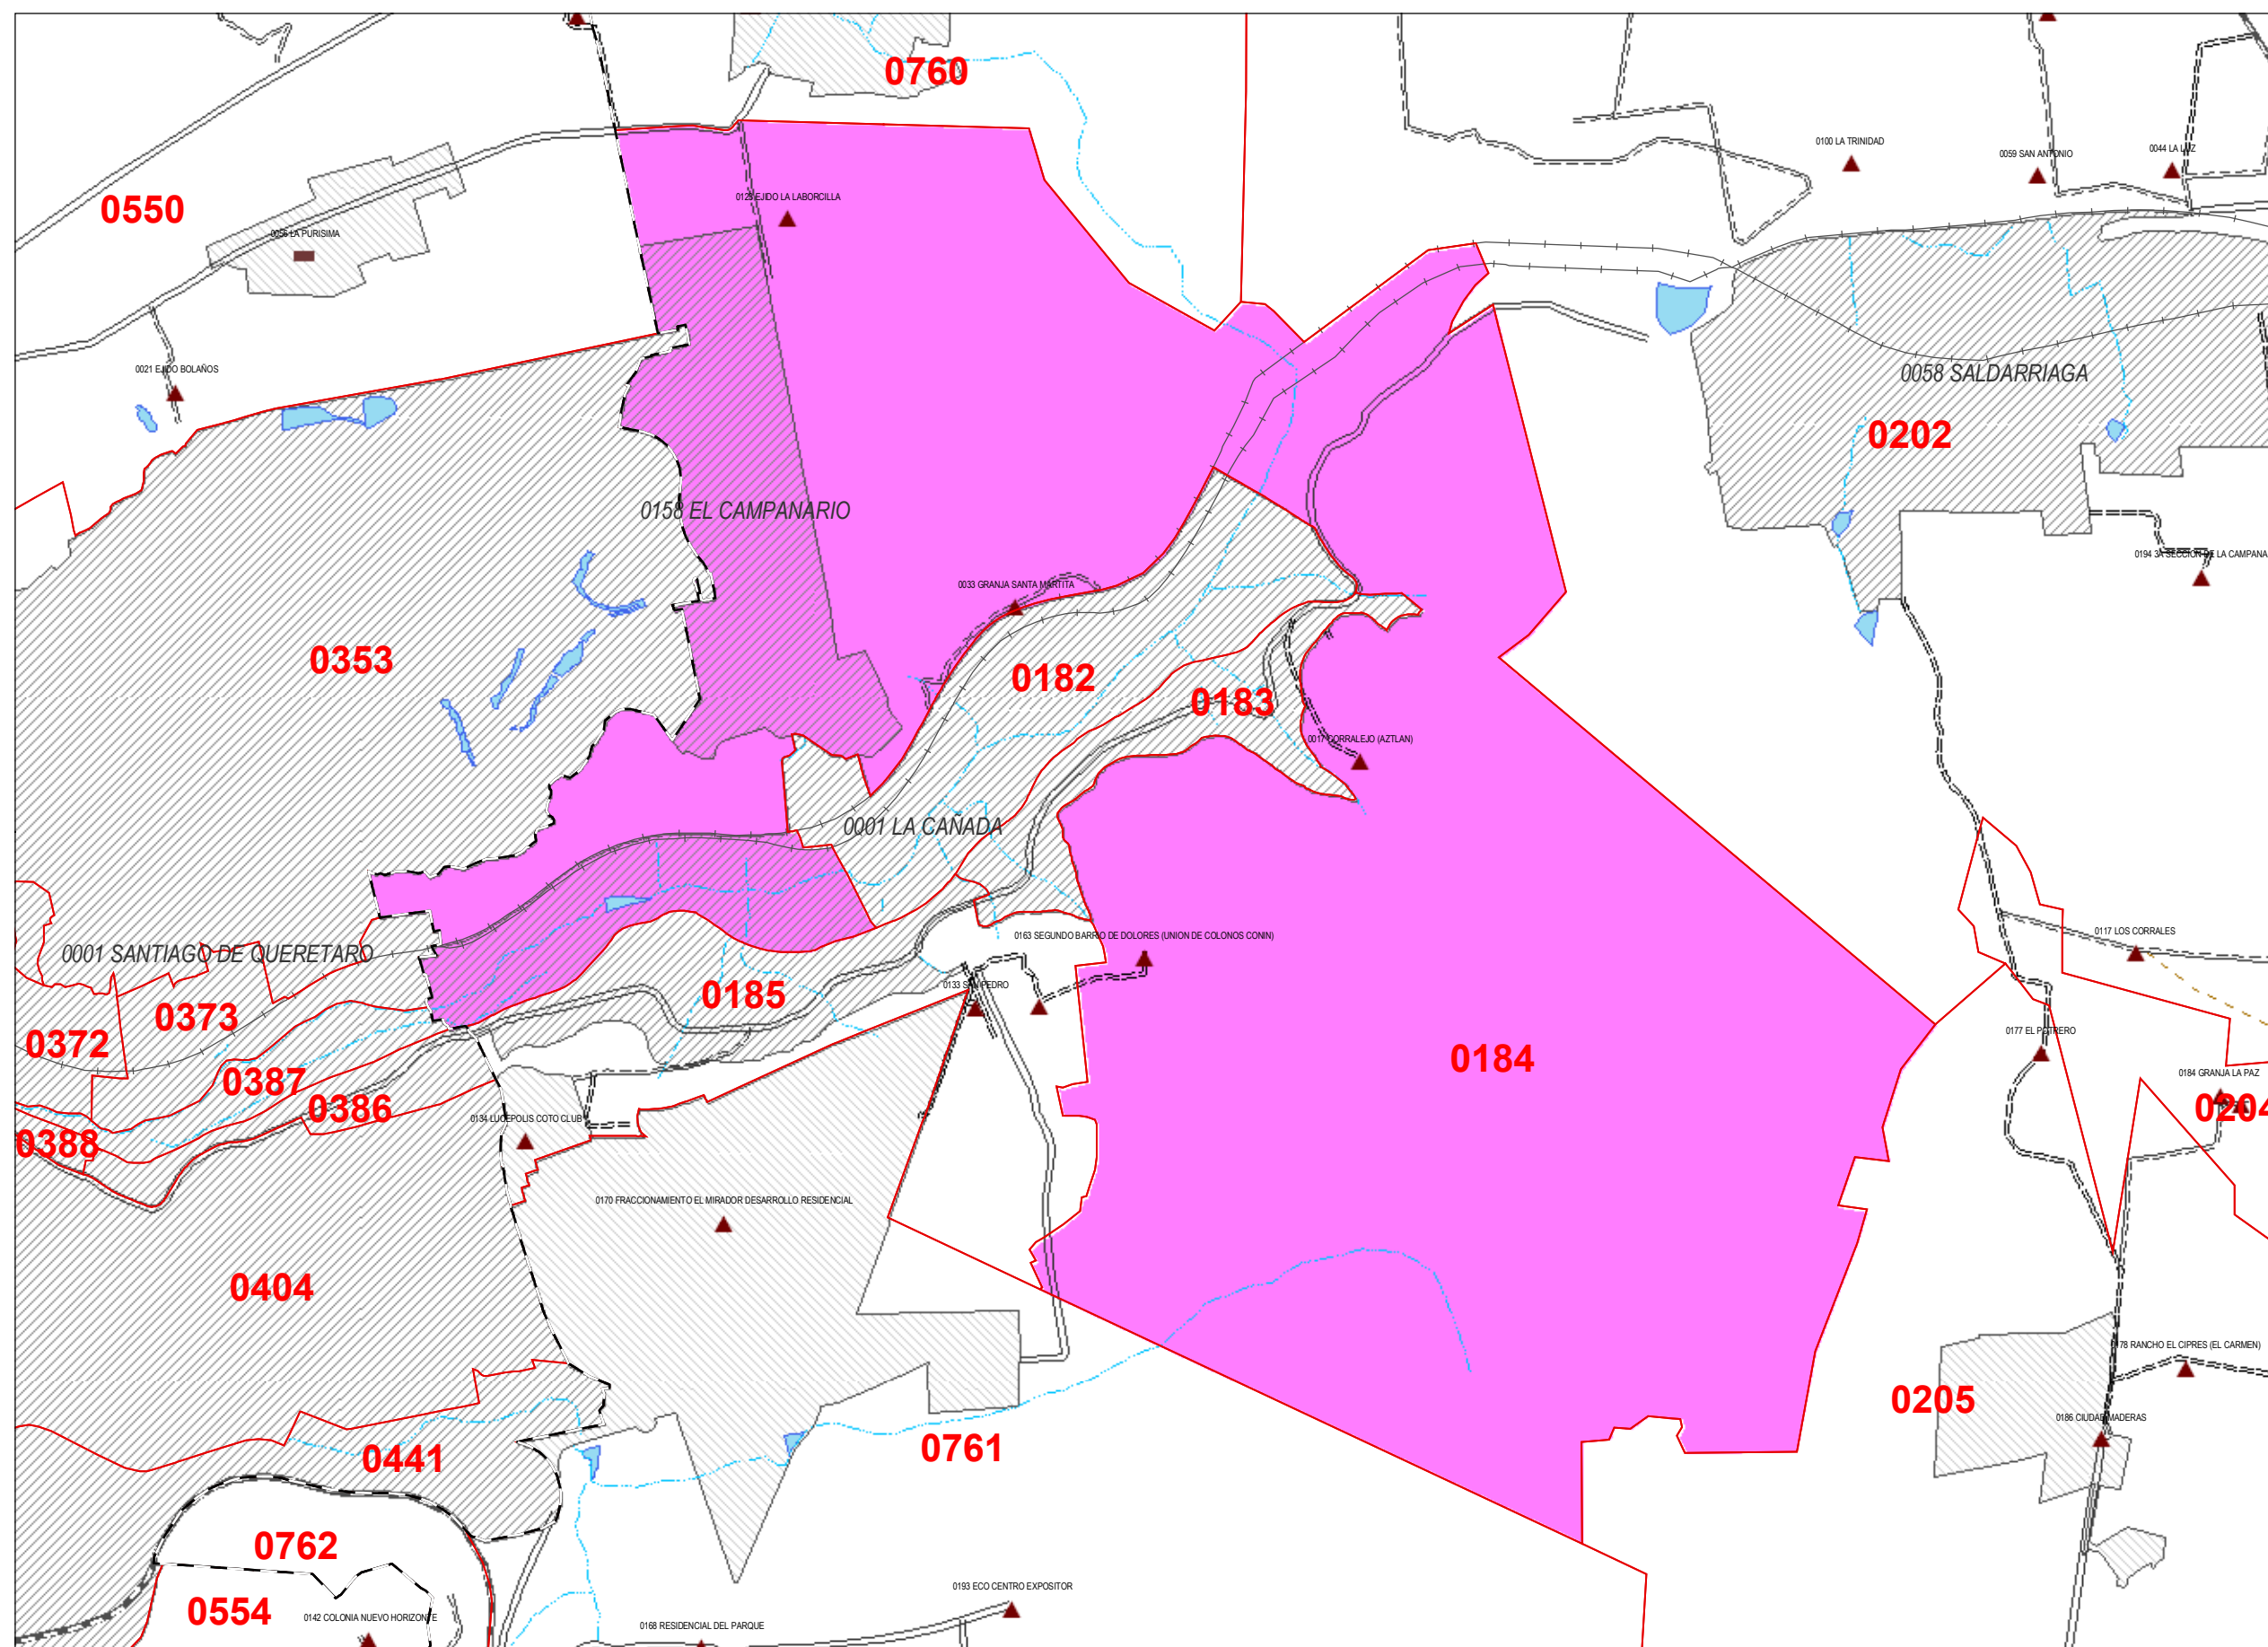 0760
0100 LA TRINIDAD
0059 SAN ANTONIO
0044 LA LUZ
0550
0123 EJIDO LA LABORCILLA
0056 LA PURISIMA
0021 EJIDO BOLAÑOS
0058 SALDARRIAGA
0202
0158 EL CAMPANARIO
0194 3A SECCION DE LA CAMPANA
0033 GRANJA SANTA MARTITA
0353
0182
0183
0017 CORRALEJO (AZTLAN)
0001 LA CAÑADA
0163 SEGUNDO BARRIO DE DOLORES (UNION DE COLONOS CONIN)
0117 LOS CORRALES
0001 SANTIAGO DE QUERETARO
0133 SAN PEDRO
0185
0373
0372
0177 EL POTRERO
0184
0184 GRANJA LA PAZ
0387
0386
0204
0134 LUCEPOLIS COTO CLUB
0388
0170 FRACCIONAMIENTO EL MIRADOR DESARROLLO RESIDENCIAL
0404
78 RANCHO EL CIPRES (EL CARMEN)
0205
0186 CIUDAD MADERAS
0761
0441
0762
0193 ECO CENTRO EXPOSITOR
0554
0142 COLONIA NUEVO HORIZONTE
0168 RESIDENCIAL DEL PARQUE